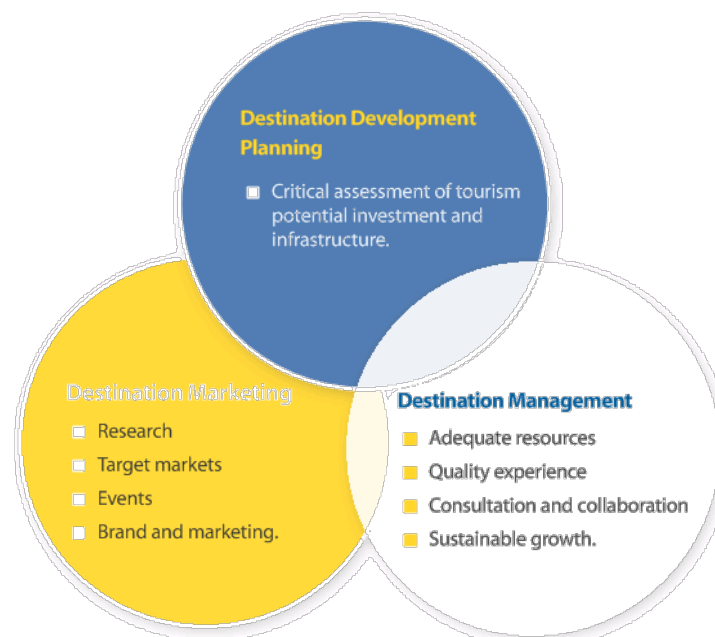 Destination Development
Planning
Critical assessment of tourism
potential investment and
infrastructure.
Destination Marketing
Research
Target markets
Events
Brand and marketing.
Destination Management
Adequate resources
Quality experience
Consultation and collaboration
Sustainable growth.